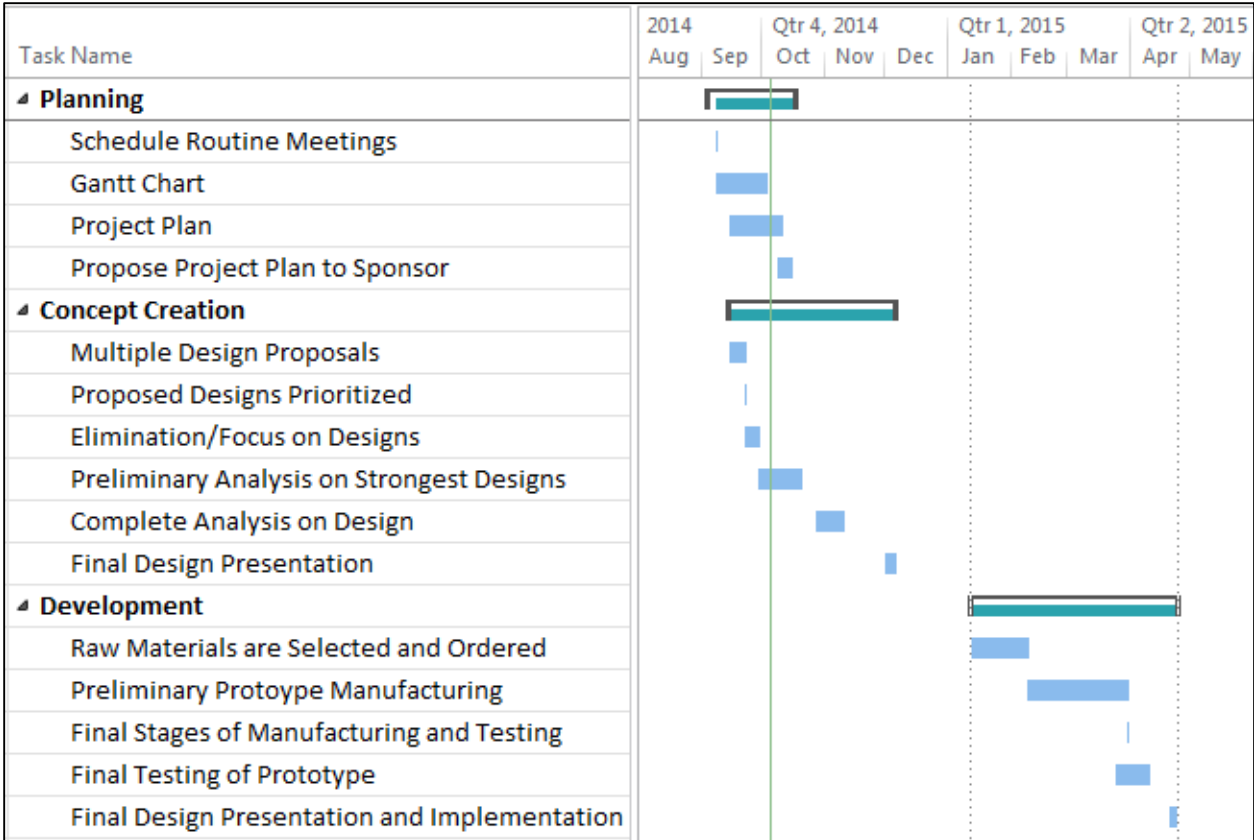 2014 Qtr 4, 2014 Qtr 1, 2015 Qtr 2, 2015
Task Name Aug Sep Oct Nov Dec Jan Feb Mar Apr May
Planning
Schedule Routine Meetings
Gantt Chart
Project Plan
Propose Project Plan to Sponsor
Concept Creation
Multiple Design Proposals
Proposed Designs Prioritized
Elimination/Focus on Designs
Preliminary Analysis on Strongest Designs
Complete Analysis on Design
Final Design Presentation
Development
Raw Materials are Selected and Ordered
Preliminary Protoype Manufacturing
Final Stages of Manufacturing and Testing
Final Testing of Prototype
Final Design Presentation and Implementation